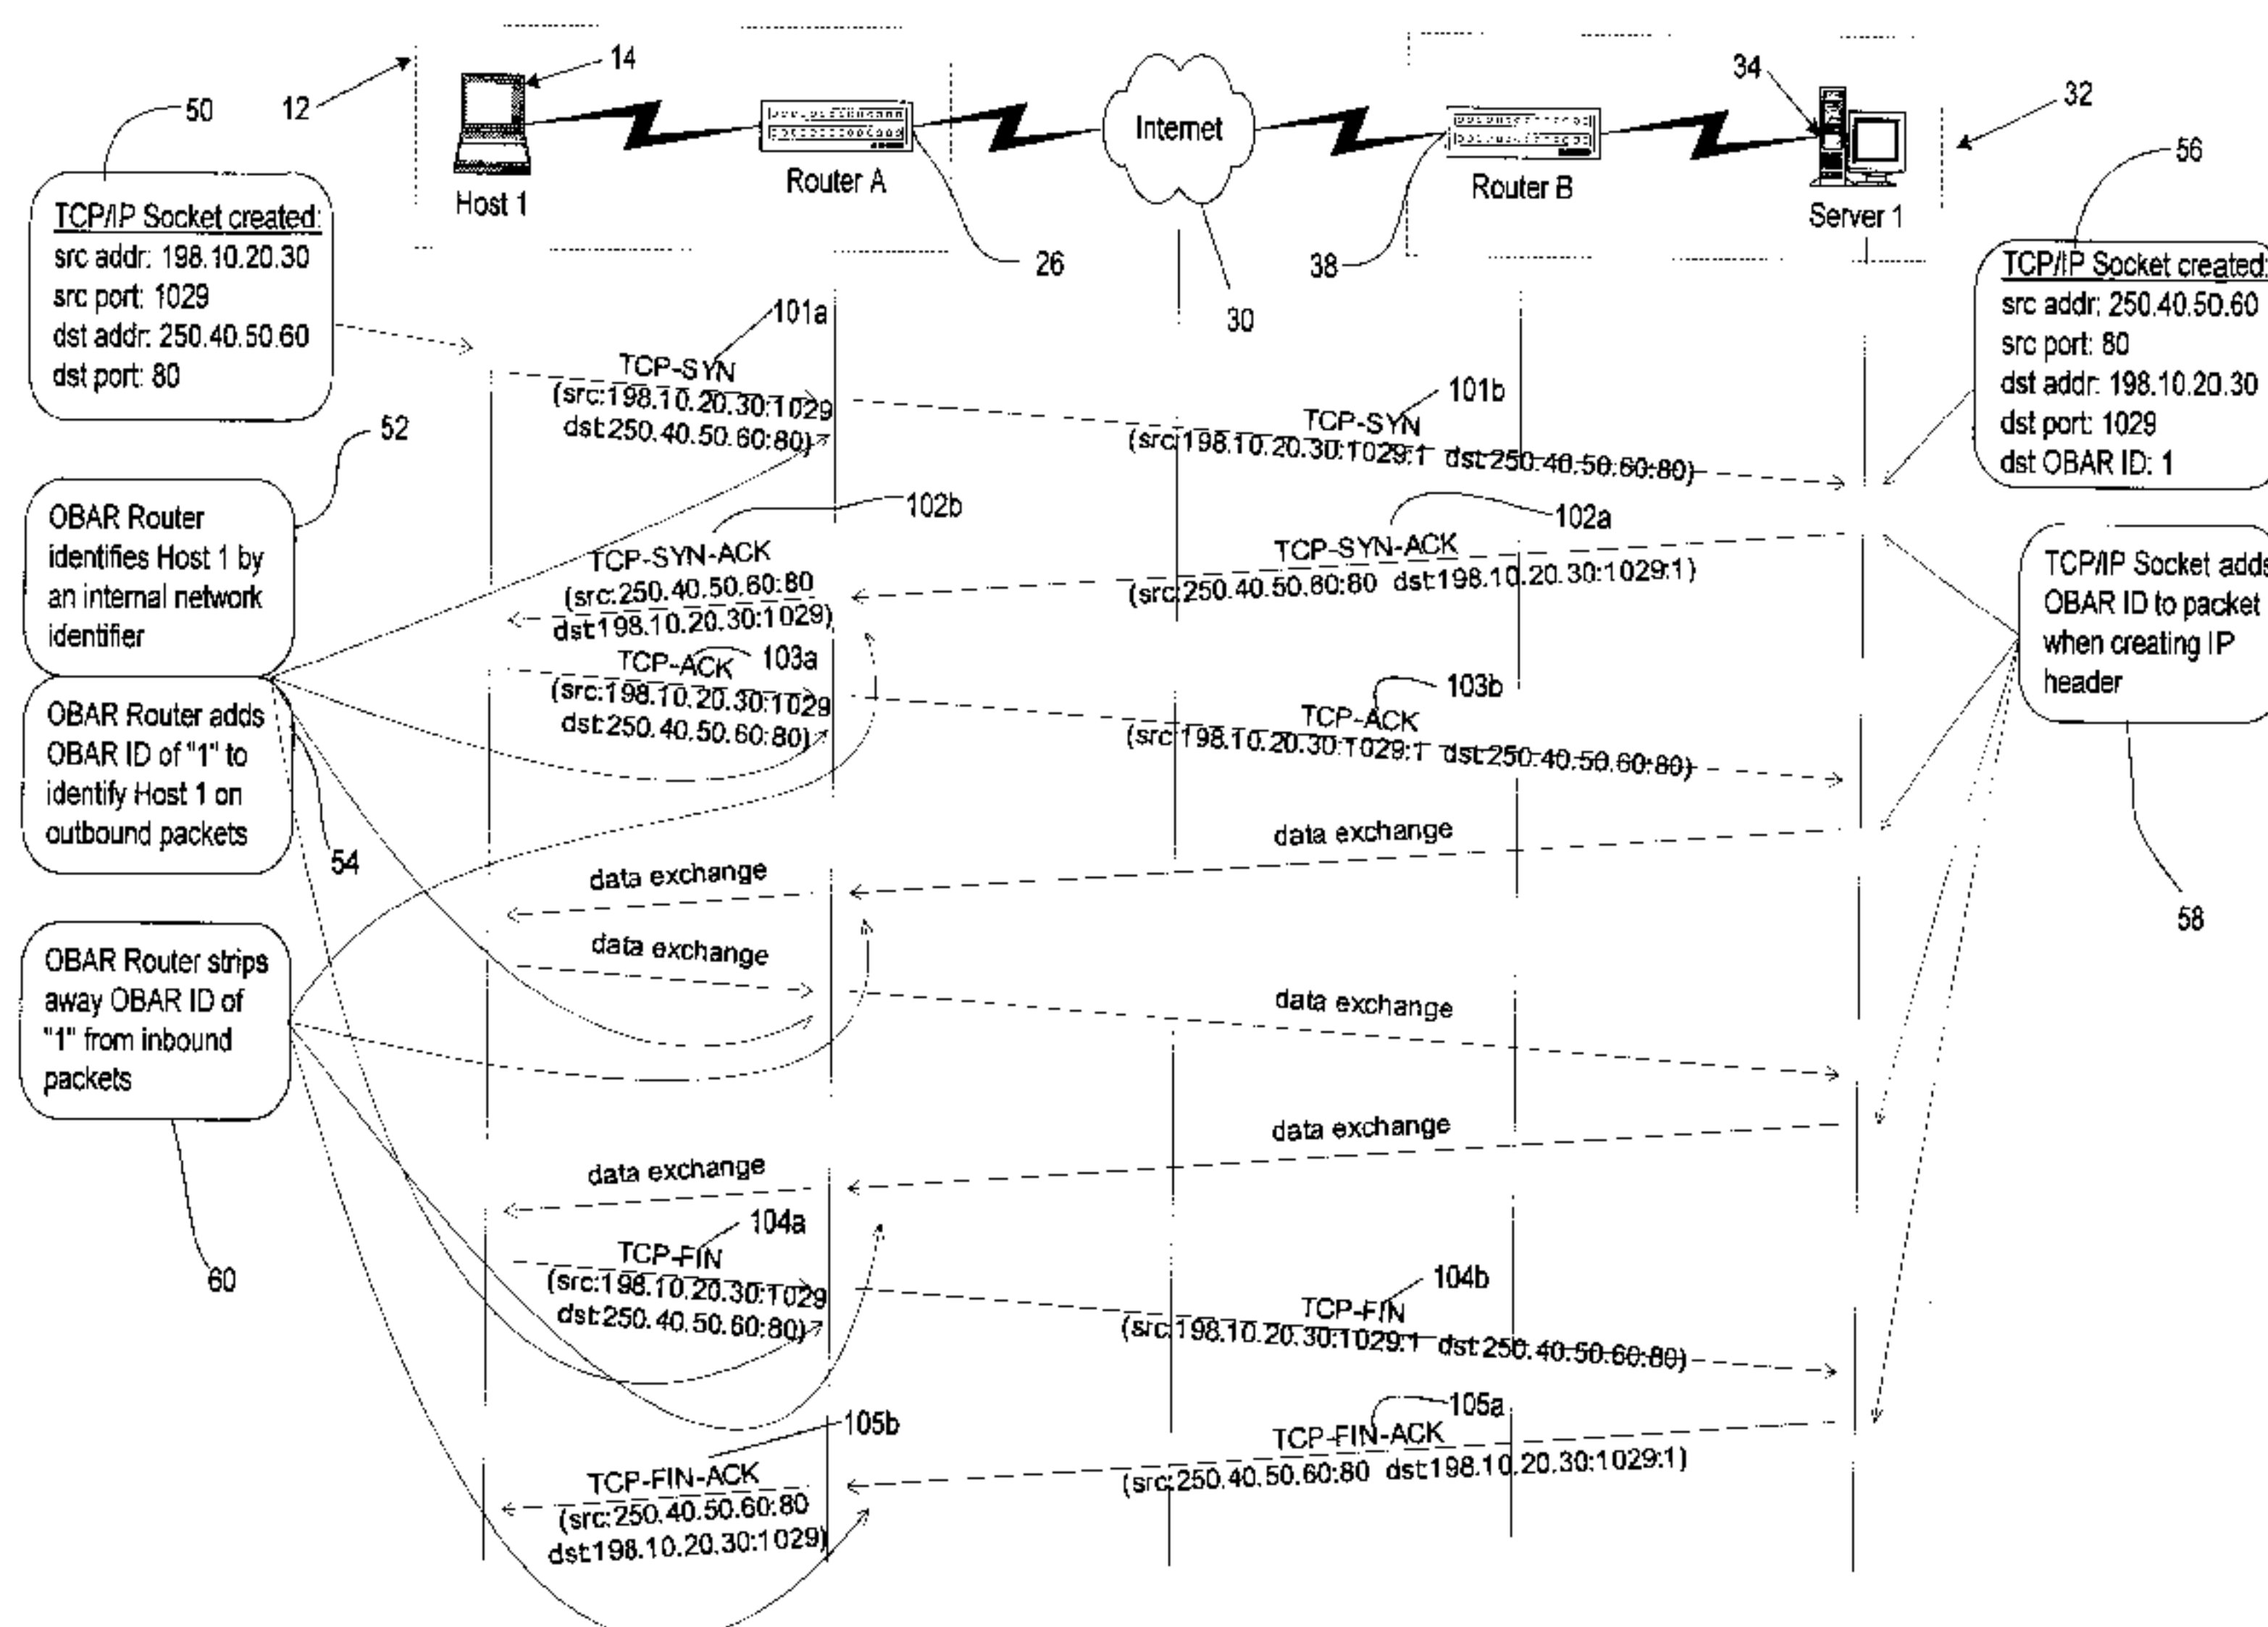 14
34
32
50
12
56
Internet
Host 1
Router A
Router B
Server 1
26
38
30
TCP/IP Socket created:
src addr: 198.10.20.30
src port: 1029
dst addr: 250.40.50.60
dst port: 80
TCP/IP Socket created:
src addr: 250.40.50.60
src port: 80
dst addr: 198.10.20.30
dst port: 1029
dst OBAR ID: 1
101a
TCP-SYN
(src:198.10.20.30:1029
dst:250.40.50.60:80)
101b
TCP-SYN
(src:198.10.20.30:1029:1 dst:250.40.50.60:80)
52
OBAR Router
identifies Host 1 by
an internal network
identifier
102b
TCP-SYN-ACK
(src:250.40.50.60:80
dst:198.10.20.30:1029)
102a
TCP-SYN-ACK
(src:250.40.50.60:80 dst:198.10.20.30:1029:1)
TCP/IP Socket adds
OBAR ID to packet
when creating IP
header
58
103a
TCP-ACK
(src:198.10.20.30:1029
dst:250.40.50.60:80)
103b
TCP-ACK
(src:198.10.20.30:1029:1 dst:250.40.50.60:80)
OBAR Router adds
OBAR ID of "1" to
identify Host 1 on
outbound packets
54
data exchange
data exchange
data exchange
data exchange
OBAR Router strips
away OBAR ID of
"1" from inbound
packets
60
data exchange
data exchange
104a
TCP-FIN
(src:198.10.20.30:1029
dst:250.40.50.60:80)
104b
TCP-FIN
(src:198.10.20.30:1029:1 dst:250.40.50.60:80)
105b
TCP-FIN-ACK
(src:250.40.50.60:80
dst:198.10.20.30:1029)
105a
TCP-FIN-ACK
(src:250.40.50.60:80 dst:198.10.20.30:1029:1)